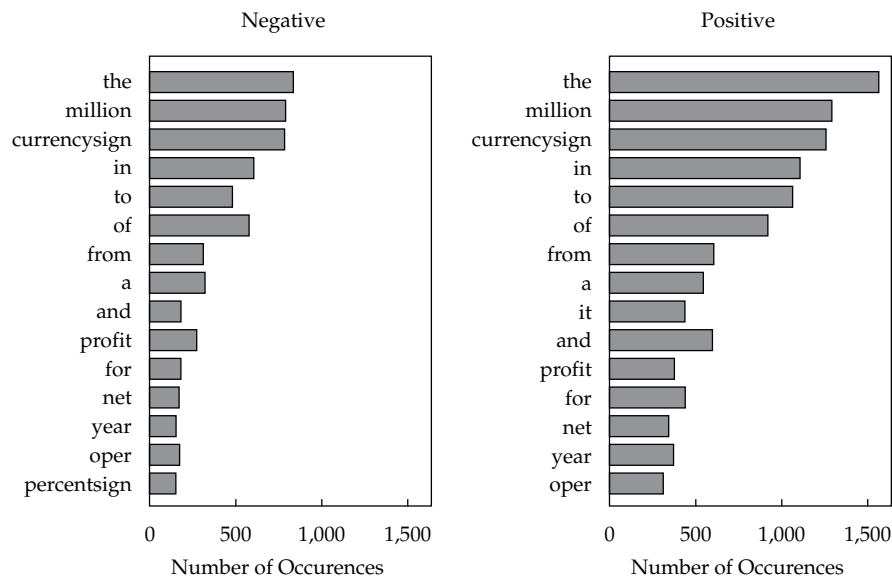 Negative
the
million
currencysign
in
to
of
from
a
and
profit
for
net
year
oper
percentsign
0 500 1,000 1,500
Number of Occurences
Positive
the
million
currencysign
in
to
of
from
a
it
and
profit
for
net
year
oper
0 500 1,000 1,500
Number of Occurences